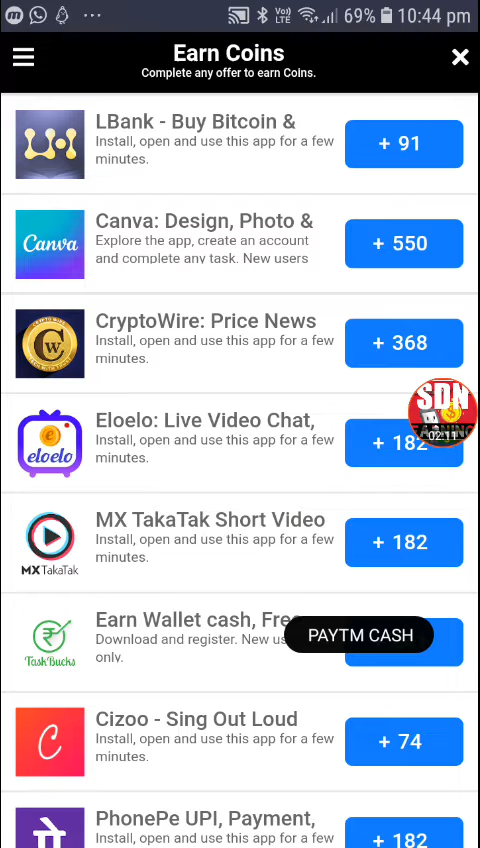 69% 10:44 pm
Earn Coins
Complete any offer to earn Coins.
LBank - Buy Bitcoin &
Install, open and use this app for a few
minutes.
+ 91
Canva
Canva: Design, Photo &
Explore the app, create an account
and complete any task. New users
+ 550
CryptoWire: Price News
Install, open and use this app for a few
minutes.
+ 368
eloelo
Eloelo: Live Video Chat,
Install, open and use this app for a few
minutes.
+ 182
SDN
02:11
MX TakaTak
MX TakaTak Short Video
Install, open and use this app for a few
minutes.
+ 182
TaskBucks
Earn Wallet cash, Free
Download and register. New
only.
PAYTM CASH
Cizoo - Sing Out Loud
Install, open and use this app for a few
minutes.
+ 74
पे
PhonePe UPI, Payment,
Install, open and use this app for a few
+ 182